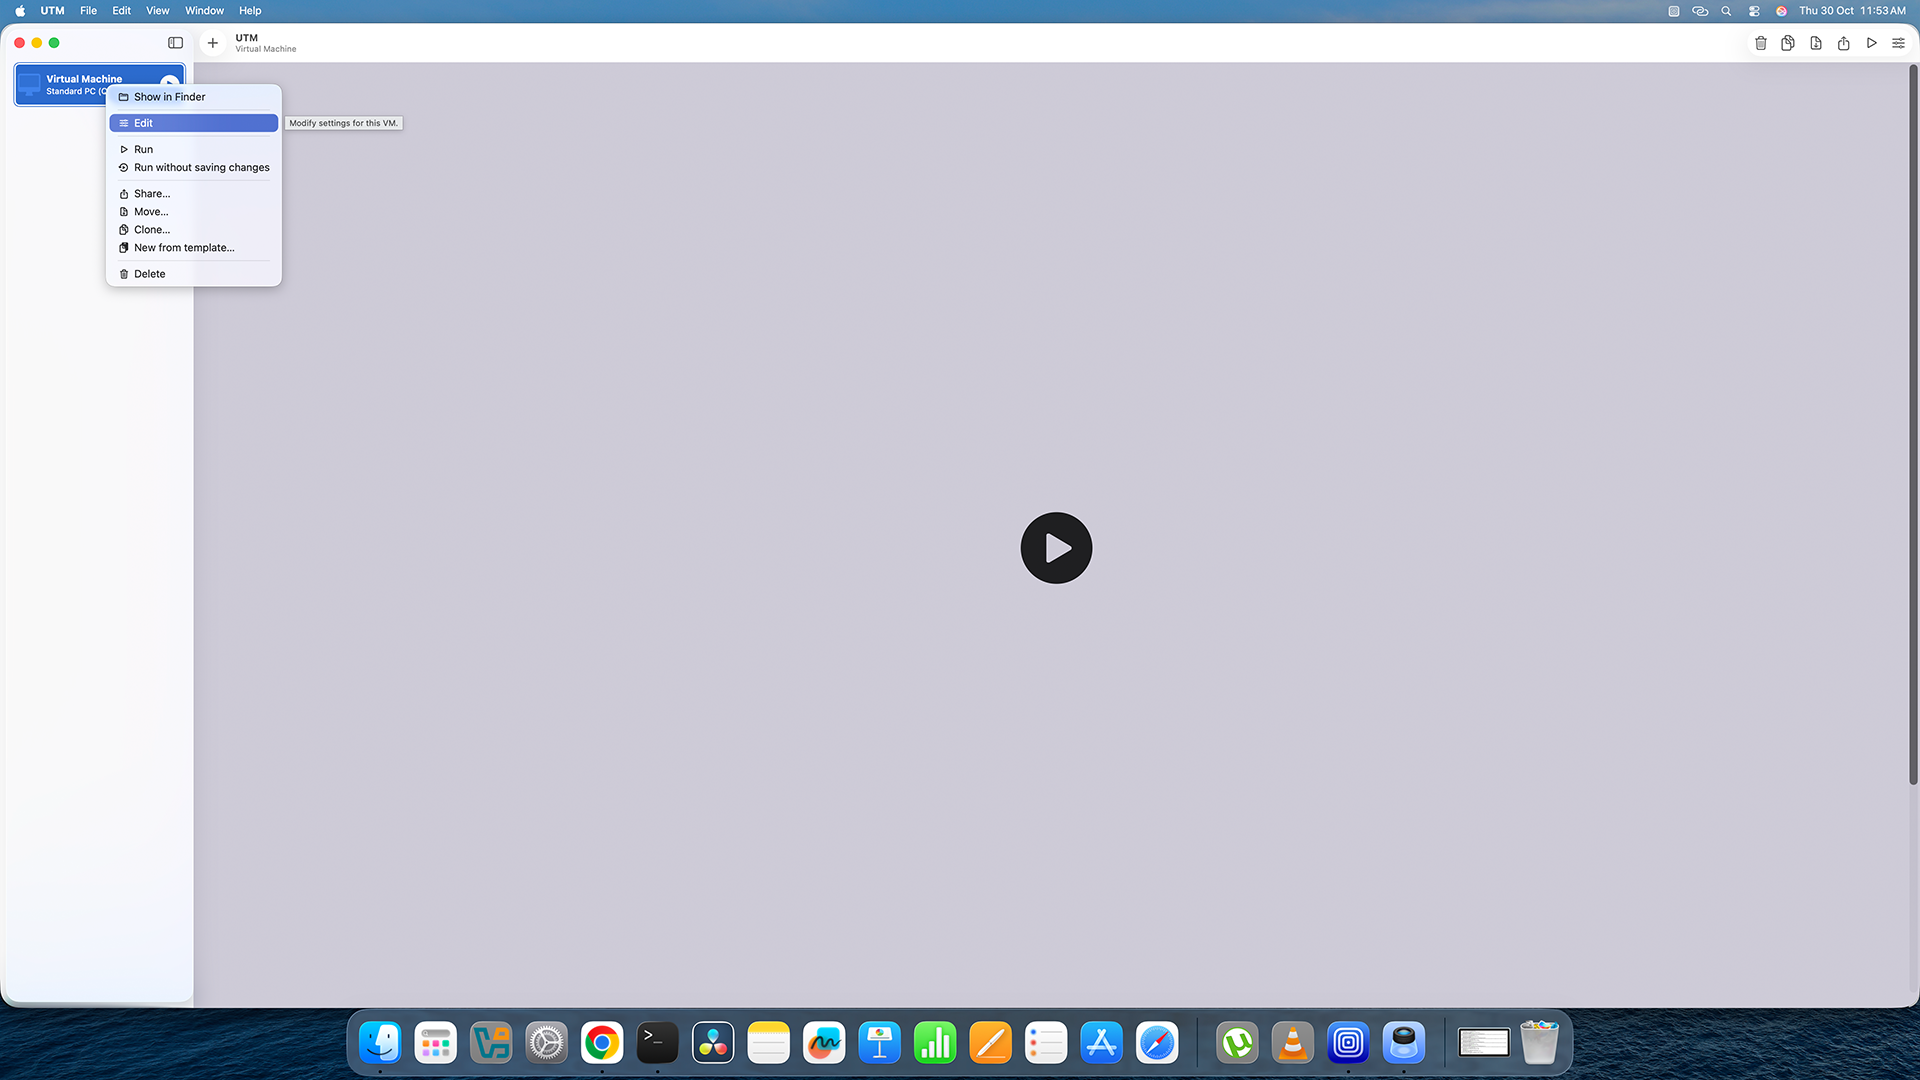 UTM File Edit View Window Help
Thu 30 Oct 11:53 AM
UTM
Virtual Machine
Virtual Machine
Standard PC (Q
Show in Finder
Edit
Modify settings for this VM.
Run
Run without saving changes
Share...
Move...
Clone...
New from template...
Delete
>_